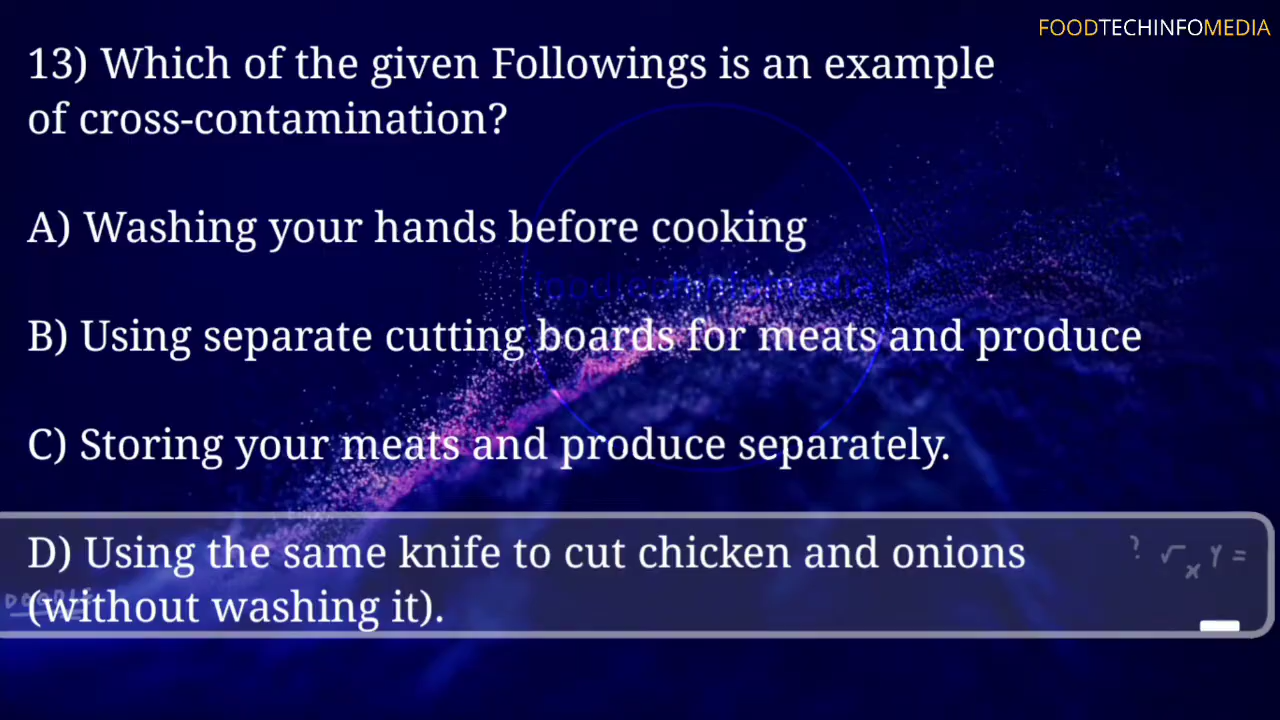 FOODTECHINFOMEDIA
13) Which of the given Followings is an example
of cross-contamination?
A) Washing your hands before cooking
foodtechinfomedia
B) Using separate cutting boards for meats and produce
C) Storing your meats and produce separately.
D) Using the same knife to cut chicken and onions
? √x Y =
DOODLE
(without washing it).